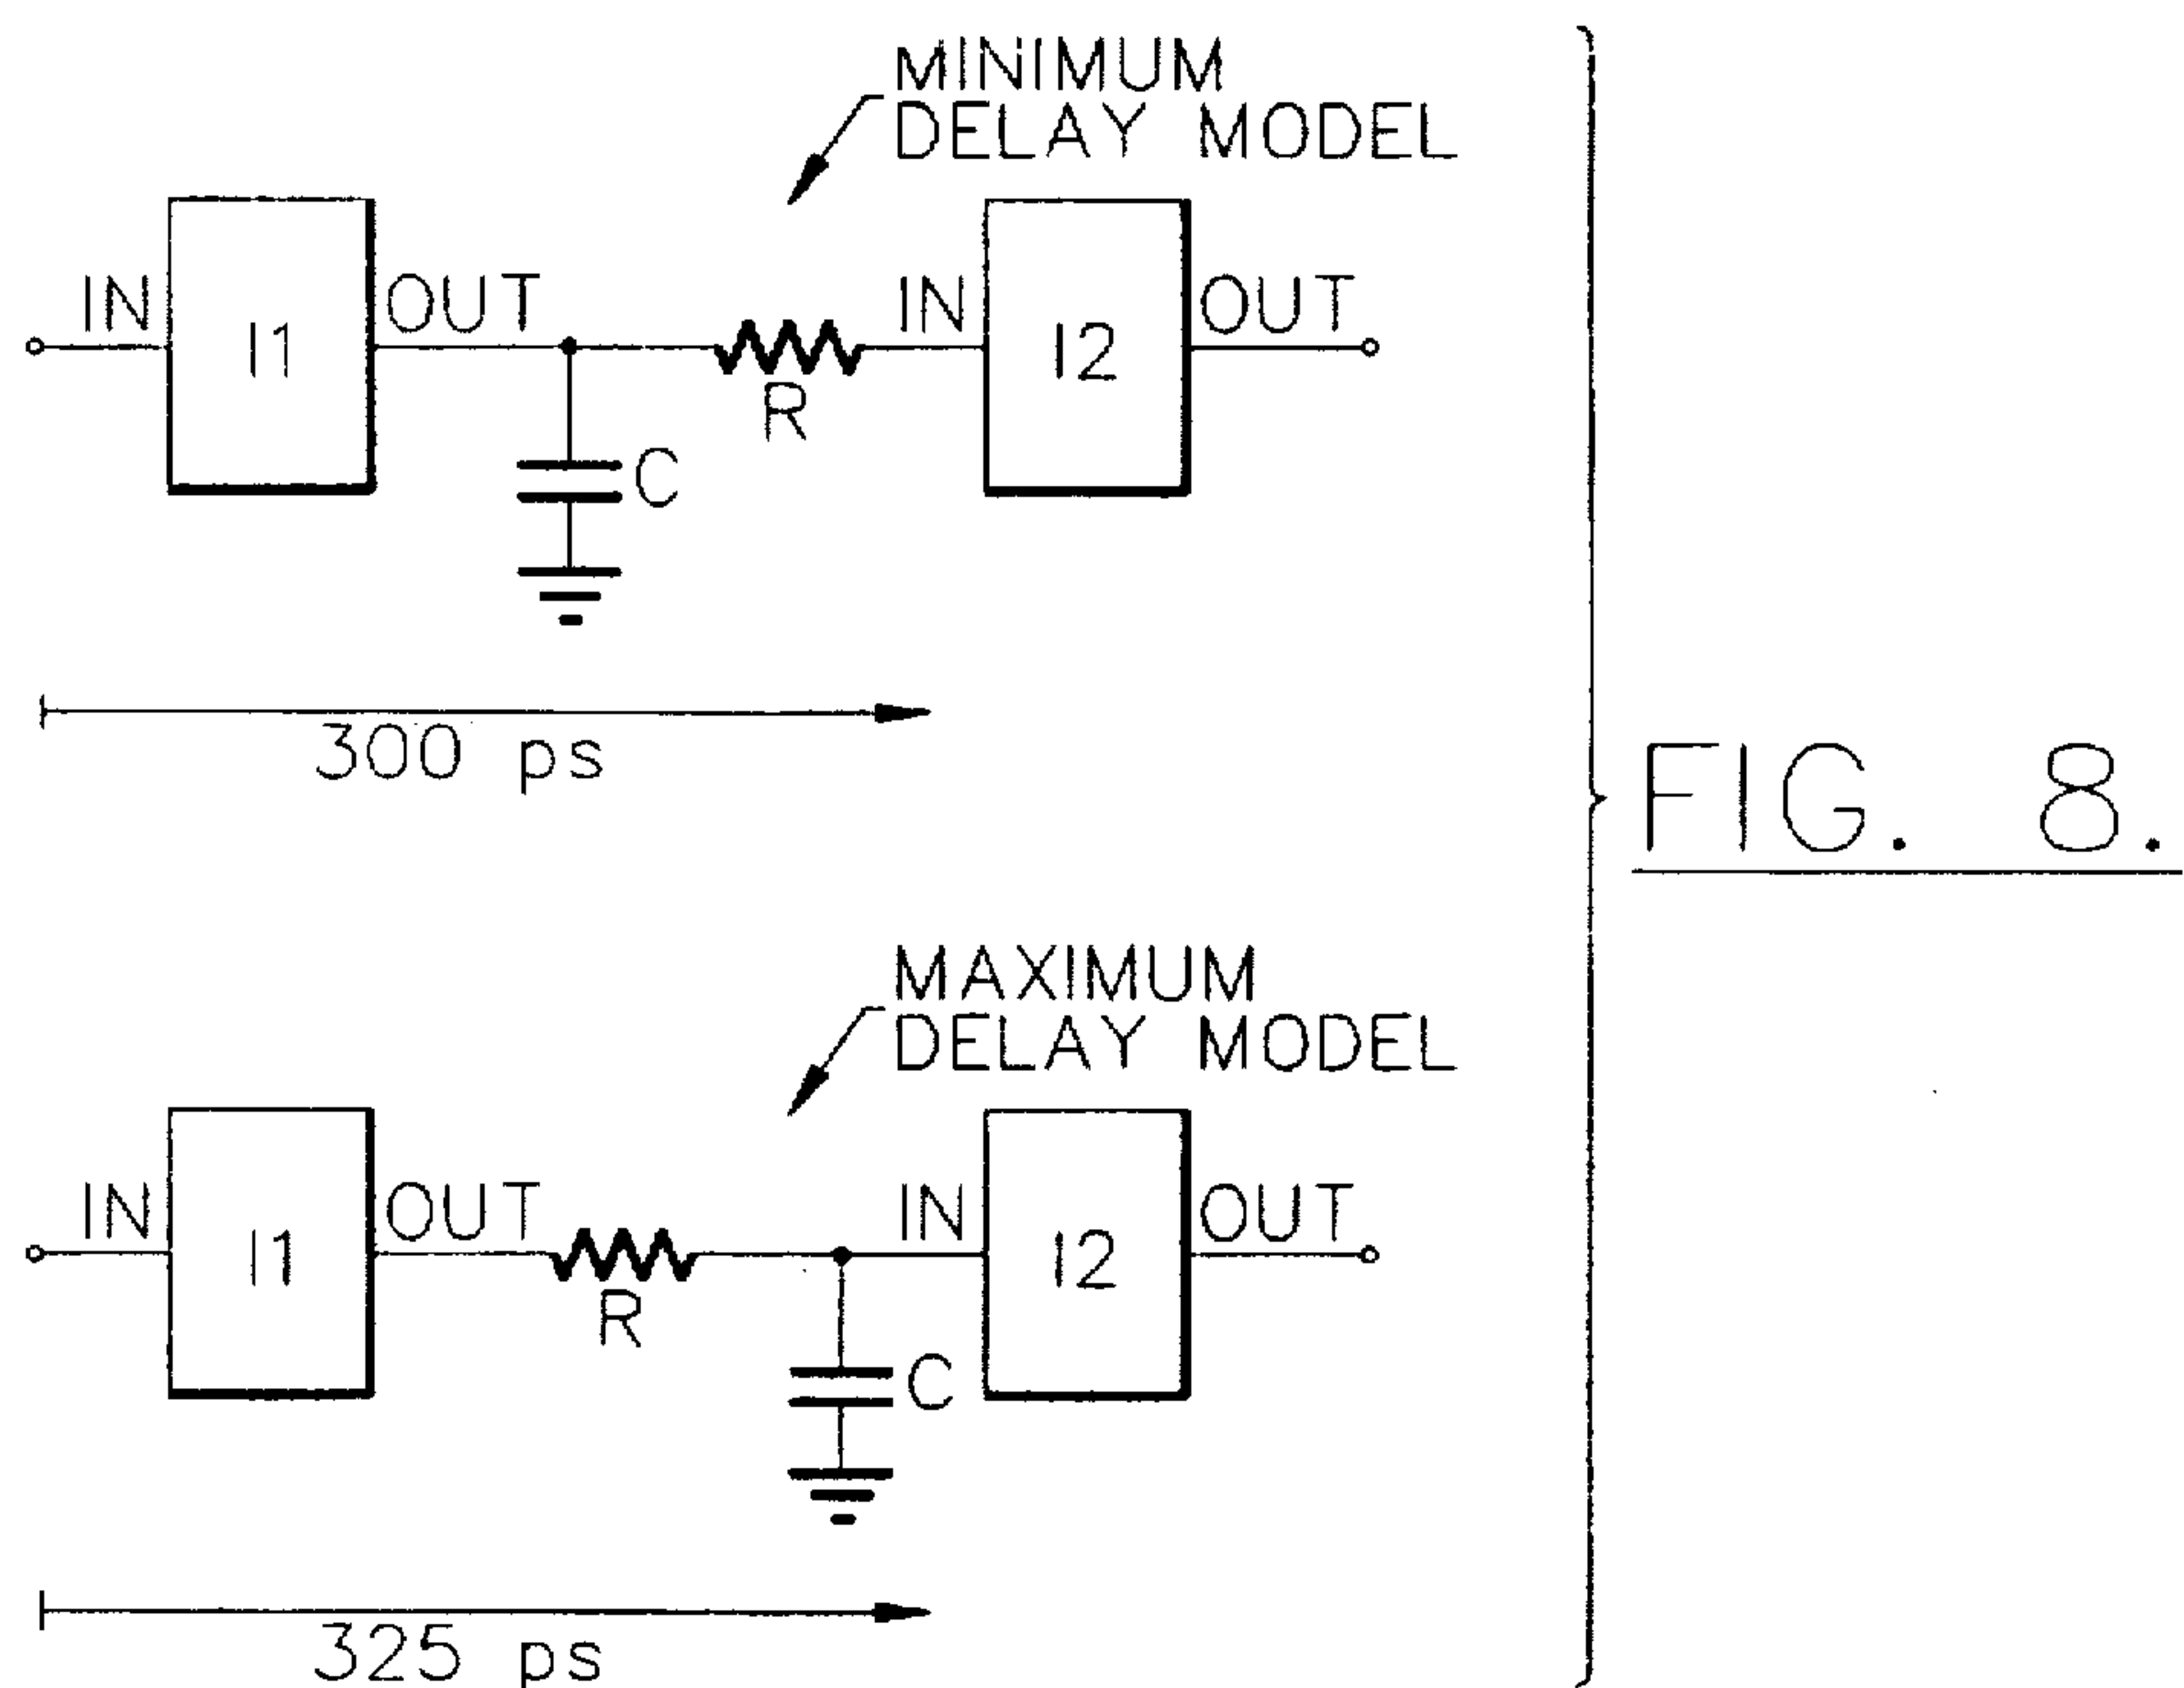 MINIMUM
DELAY MODEL
IN
I1
OUT
R
C
IN
I2
OUT
300 ps
FIG. 8.
MAXIMUM
DELAY MODEL
IN
I1
OUT
R
C
IN
I2
OUT
325 ps